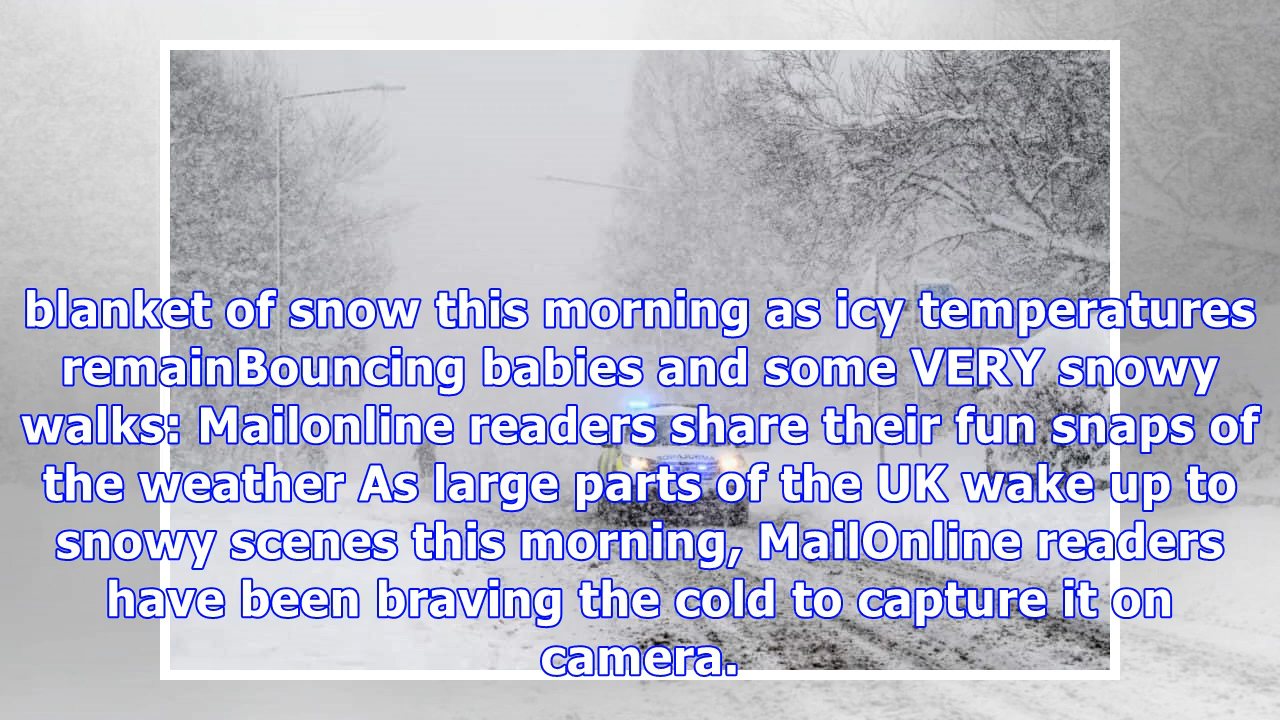 blanket of snow this morning as icy temperatures
remainBouncing babies and some VERY snowy
walks: Mailonline readers share their fun snaps of
the weather As large parts of the UK wake up to
snowy scenes this morning, MailOnline readers
have been braving the cold to capture it on
camera.